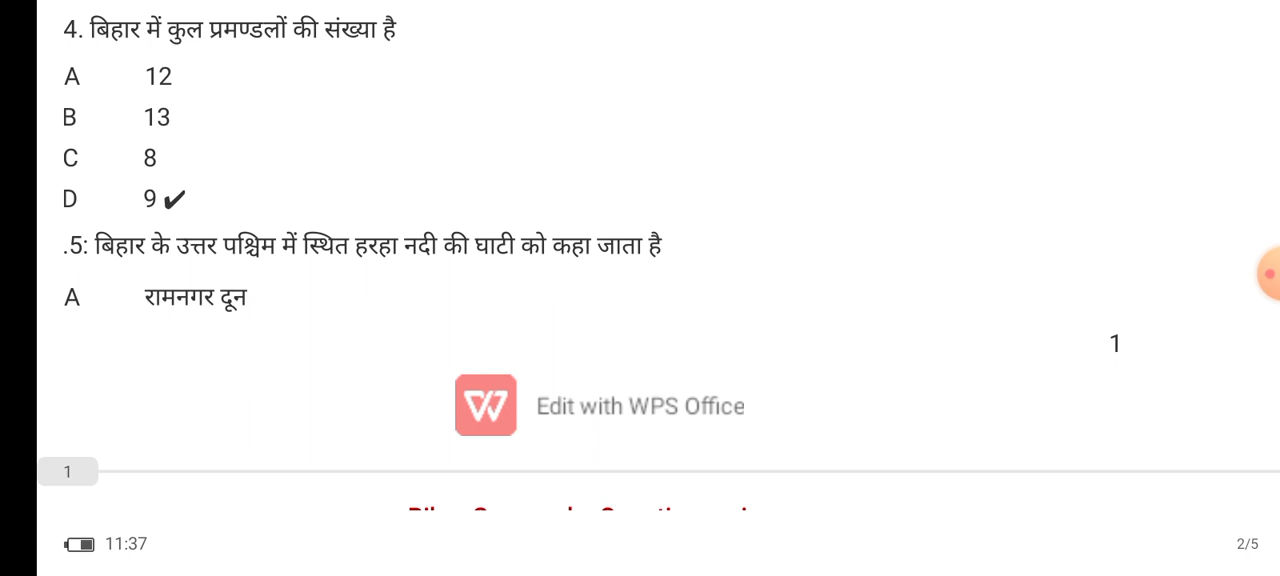 4. बिहार में कुल प्रमण्डलों की संख्या है
A 12
B 13
C 8
D 9 ✔
.5: बिहार के उत्तर पश्चिम में स्थित हरहा नदी की घाटी को कहा जाता है
A रामनगर दून
1
Edit with WPS Office
1
11:37
2/5